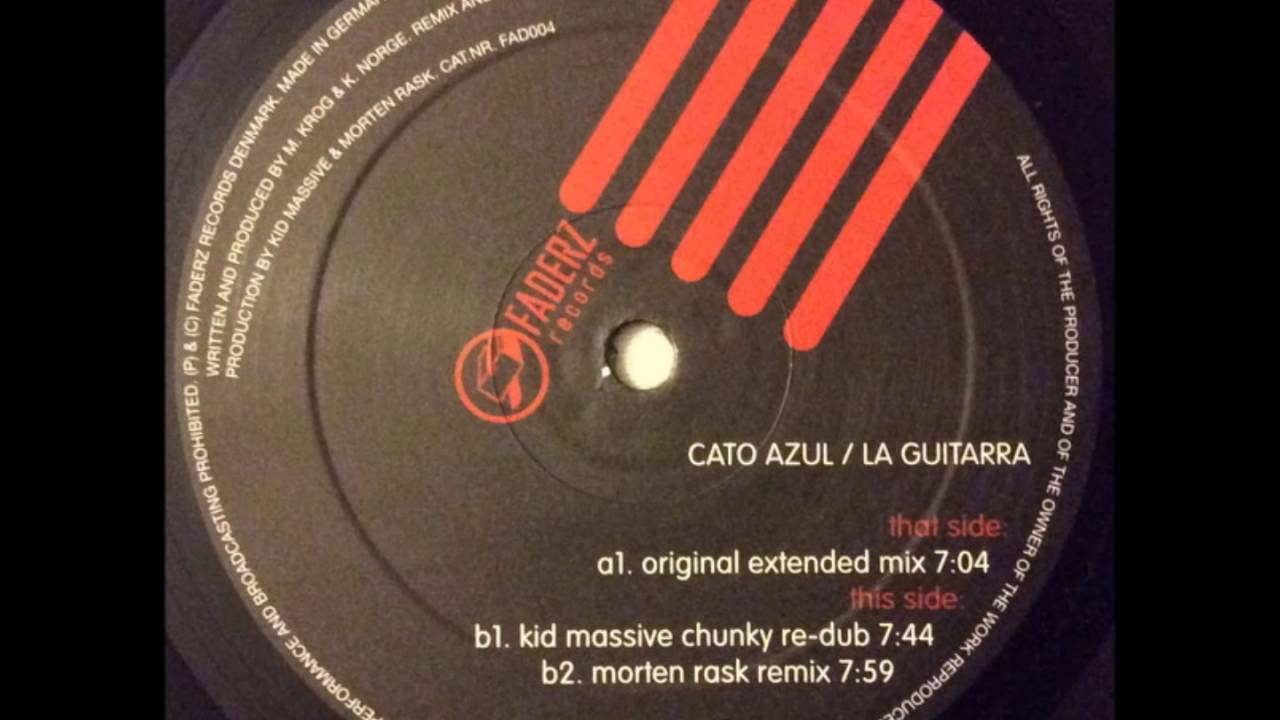 PERFORMANCE AND BROADCASTING PROHIBITED. (P) & (C) FADERZ RECORDS DENMARK. MADE IN
WRITTEN AND PRODUCED BY M. KROG & K. NORGE. REMIX
PRODUCTION BY KID MASSIVE & MORTEN RASK. CAT.NR. FAD004
FADERZ
records
CATO AZUL / LA GUITARRA
that side:
a1. original extended mix 7:04
this side:
b1. kid massive chunky re-dub 7:44
b2. morten rask remix 7:59
ALL RIGHTS OF THE PRODUCER AND OF THE OWNER OF THE WORK